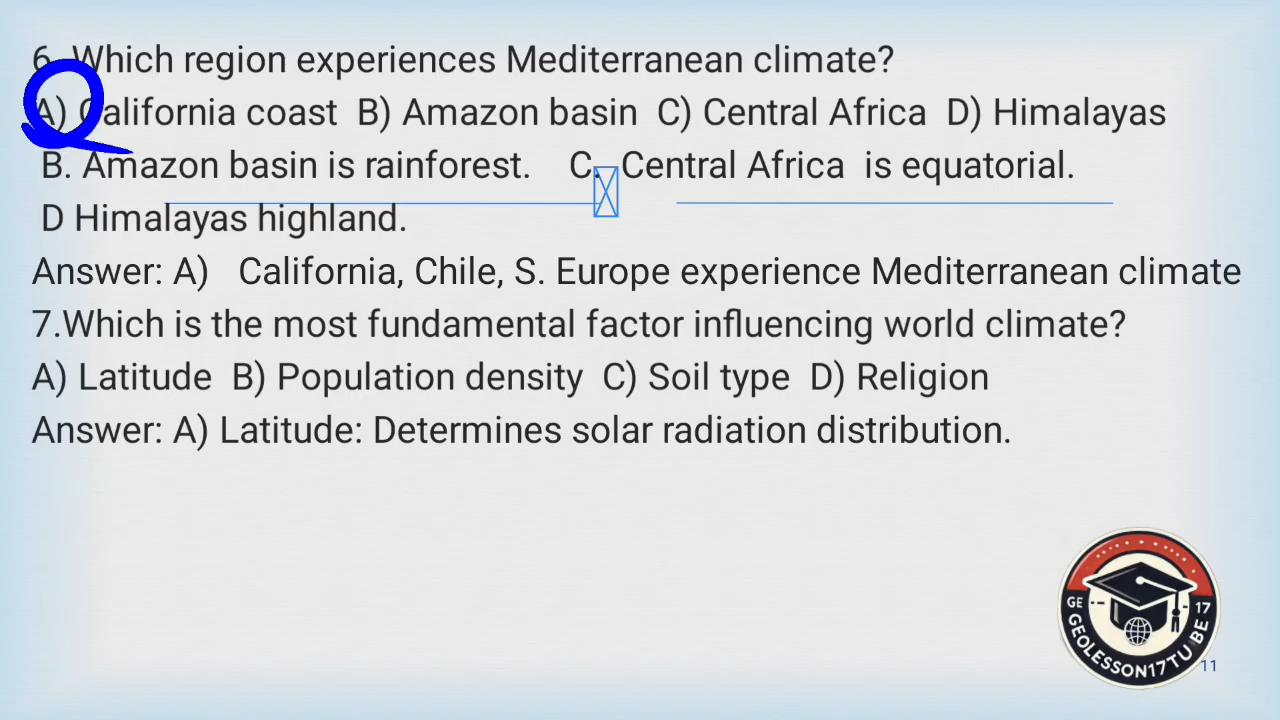 6. Which region experiences Mediterranean climate?
A) California coast B) Amazon basin C) Central Africa D) Himalayas
B. Amazon basin is rainforest. C. Central Africa is equatorial.
D Himalayas highland.
Answer: A) California, Chile, S. Europe experience Mediterranean climate
7.Which is the most fundamental factor influencing world climate?
A) Latitude B) Population density C) Soil type D) Religion
Answer: A) Latitude: Determines solar radiation distribution.
GE 17
GEOLESSON17TU BE
11